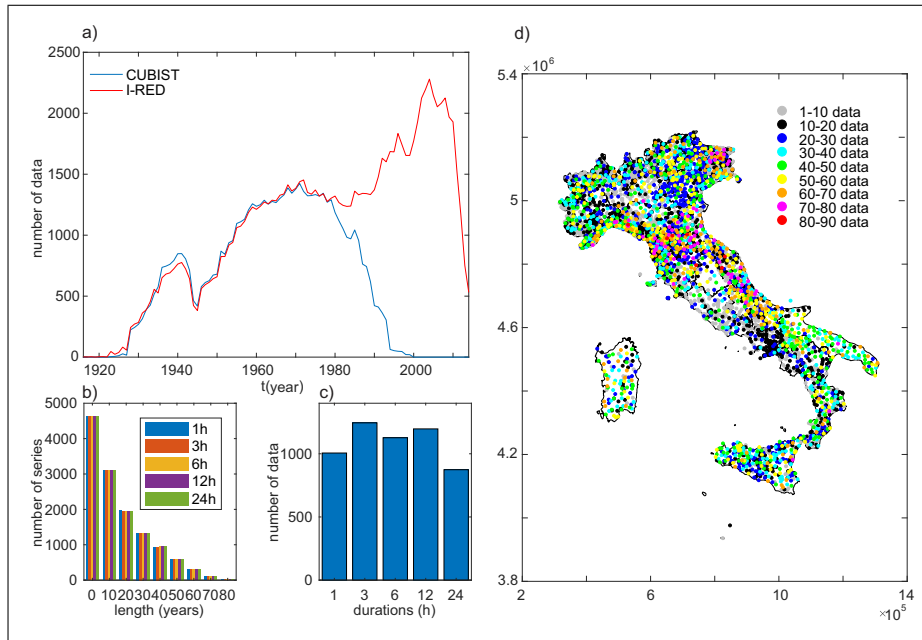 a)
2500
2000
1500
1000
500
0
number of data
CUBIST
I-RED
1920 1940 1960 1980 2000
t(year)
b)
5000
4000
3000
2000
1000
0
number of series
1h
3h
6h
12h
24h
0 10 20 30 40 50 60 70 80
length (years)
c)
1000
500
0
number of data
1 3 6 12 24
durations (h)
d)
×10⁶
5.4
5
4.6
4.2
3.8
1-10 data
10-20 data
20-30 data
30-40 data
40-50 data
50-60 data
60-70 data
70-80 data
80-90 data
2 6 10 14
×10⁵